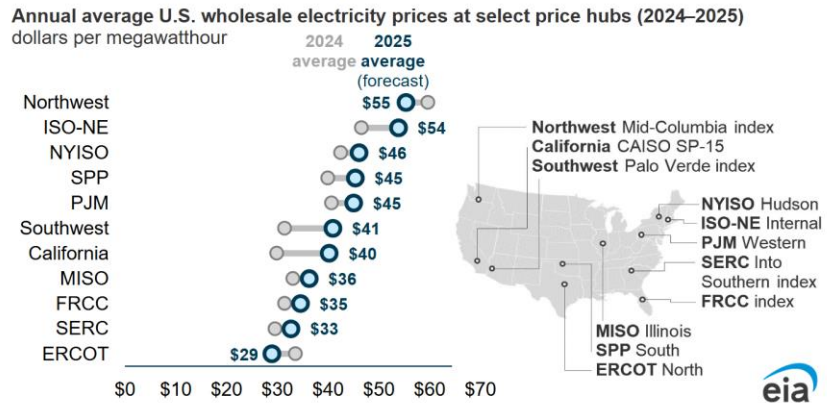 Annual average U.S. wholesale electricity prices at select price hubs (2024–2025)
dollars per megawatthour
2024 average
2025 average (forecast)
Northwest $55
ISO-NE $54
NYISO $46
SPP $45
PJM $45
Southwest $41
California $40
MISO $36
FRCC $35
SERC $33
ERCOT $29
$0 $10 $20 $30 $40 $50 $60 $70
Northwest Mid-Columbia index
California CAISO SP-15
Southwest Palo Verde index
NYISO Hudson
ISO-NE Internal
PJM Western
SERC Into
Southern index
FRCC index
MISO Illinois
SPP South
ERCOT North
eia